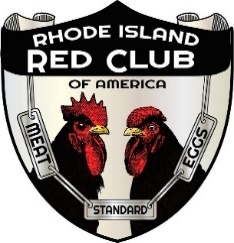 RHODE ISLAND
RED CLUB
OF AMERICA
MEAT
STANDARD
EGGS